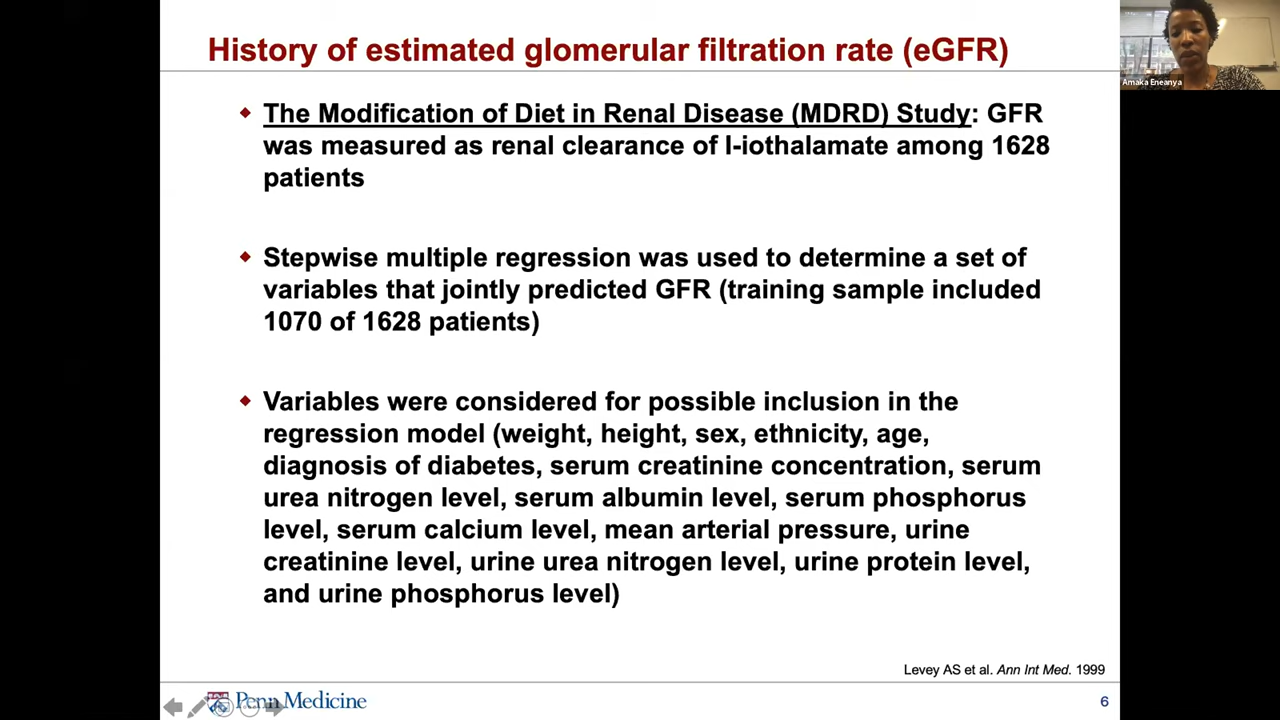 History of estimated glomerular filtration rate (eGFR)
Amaka Eneanya
The Modification of Diet in Renal Disease (MDRD) Study: GFR
was measured as renal clearance of I-iothalamate among 1628
patients
Stepwise multiple regression was used to determine a set of
variables that jointly predicted GFR (training sample included
1070 of 1628 patients)
Variables were considered for possible inclusion in the
regression model (weight, height, sex, ethnicity, age,
diagnosis of diabetes, serum creatinine concentration, serum
urea nitrogen level, serum albumin level, serum phosphorus
level, serum calcium level, mean arterial pressure, urine
creatinine level, urine urea nitrogen level, urine protein level,
and urine phosphorus level)
Levey AS et al. Ann Int Med. 1999
Penn Medicine
6